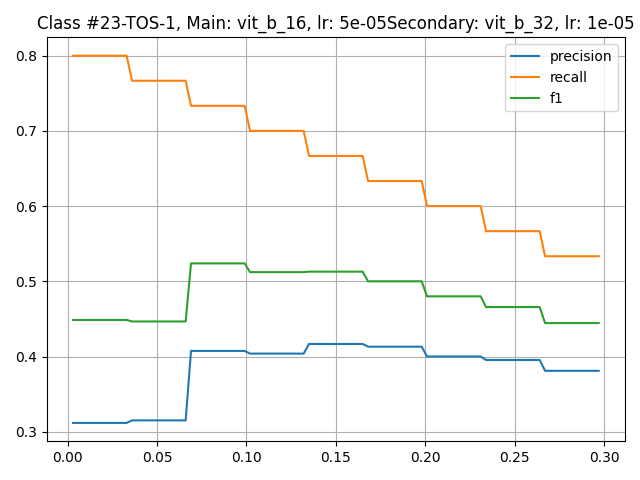 Class #23-TOS-1, Main: vit_b_16, lr: 5e-05Secondary: vit_b_32, lr: 1e-05
precision
recall
f1
0.8
0.7
0.6
0.5
0.4
0.3
0.00 0.05 0.10 0.15 0.20 0.25 0.30